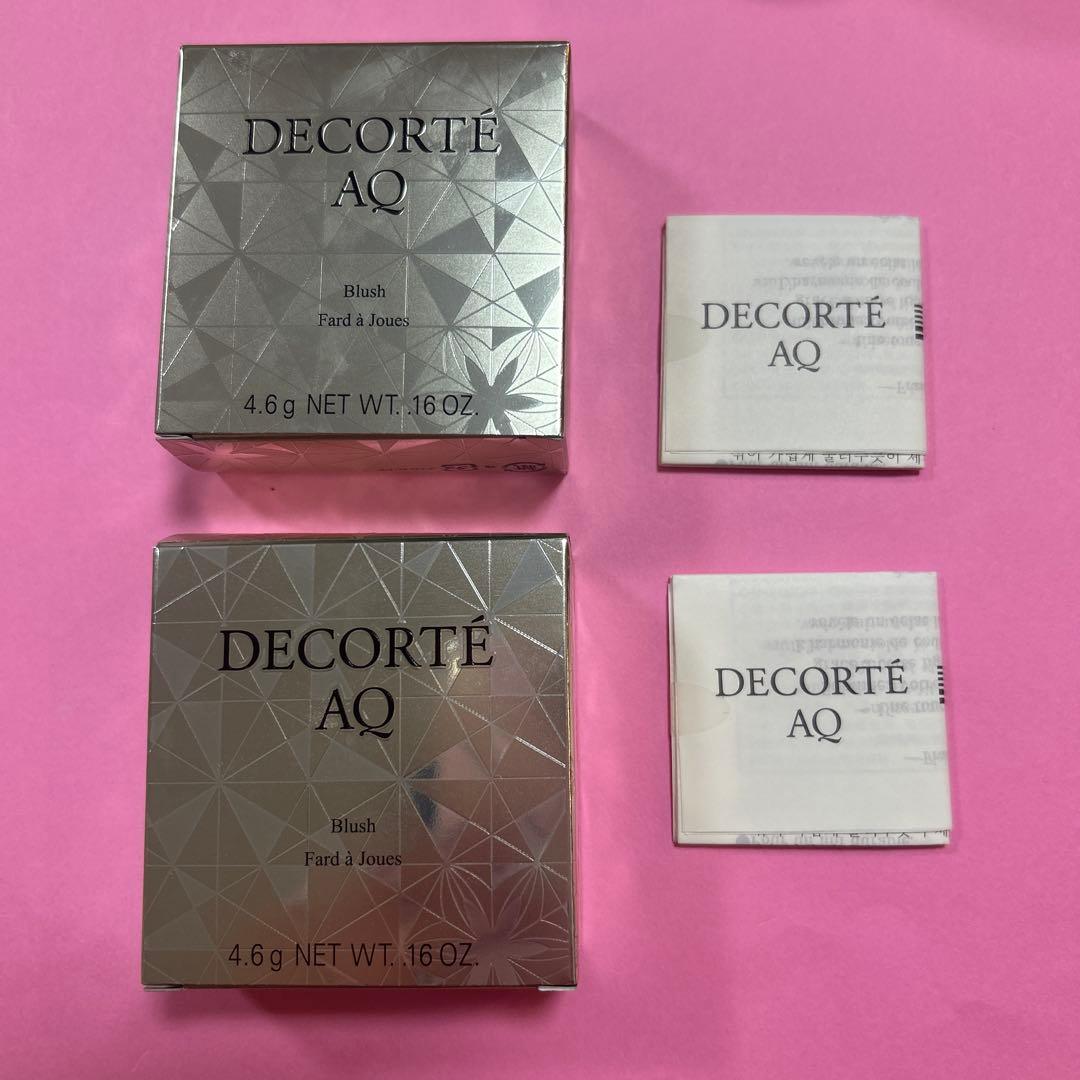 DECORTÉ
AQ
Blush
Fard à Joues
4.6 g NET WT. .16 OZ.
DECORTÉ
AQ
DECORTÉ
AQ
Blush
Fard à Joues
4.6 g NET WT. .16 OZ.
DECORTÉ
AQ